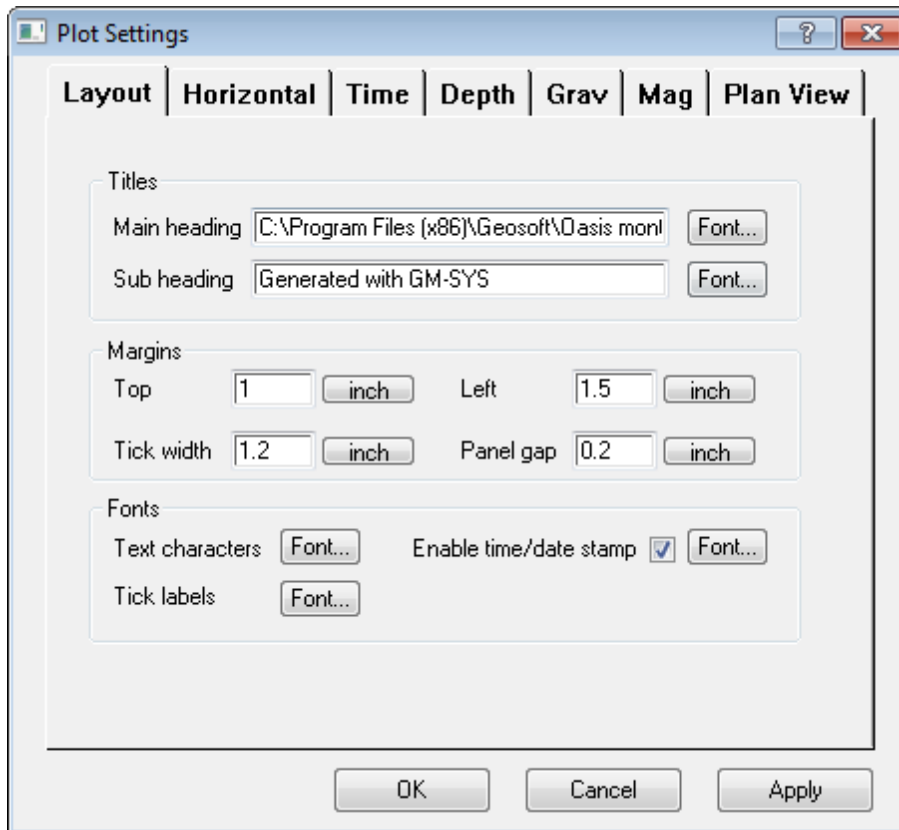 Plot Settings
?
Layout Horizontal Time Depth Grav Mag Plan View
Titles
Main heading C:\Program Files (x86)\Geosoft\Oasis mont Font...
Sub heading Generated with GM-SYS Font...
Margins
Top 1 inch Left 1.5 inch
Tick width 1.2 inch Panel gap 0.2 inch
Fonts
Text characters Font... Enable time/date stamp Font...
Tick labels Font...
OK Cancel Apply